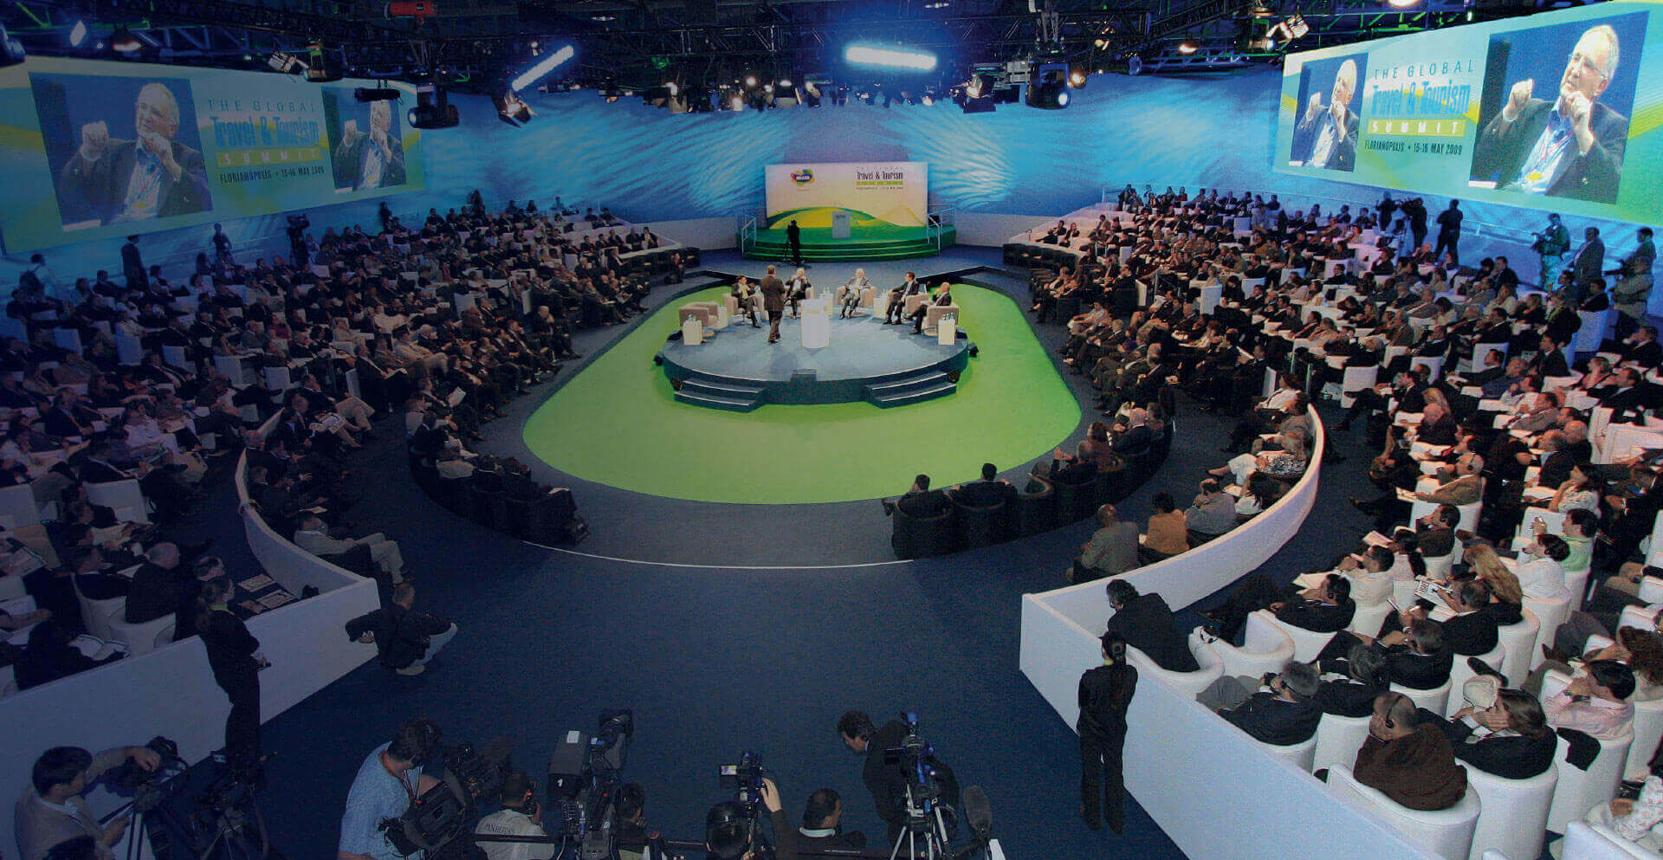 THE GLOBAL
Travel & Tourism
SUMMIT
FLORIANÓPOLIS • 15-16 MAY 2009
Travel & Tourism
THE GLOBAL
Travel & Tourism
SUMMIT
FLORIANÓPOLIS • 15-16 MAY 2009